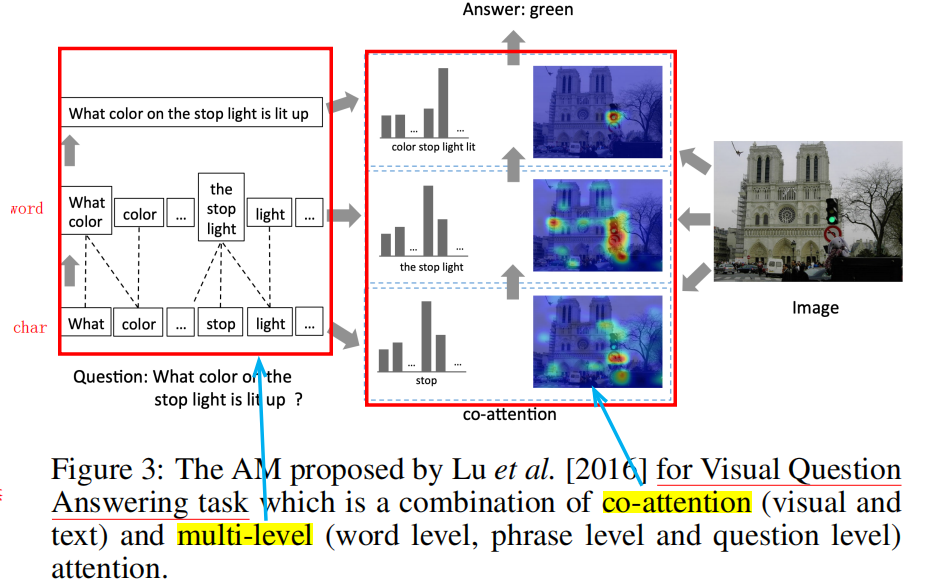 Answer: green
What color on the stop light is lit up
color stop light lit
...
...
word
What
color
color
...
the
stop
light
light
...
the stop light
...
...
char
What
color
...
stop
light
...
stop
...
...
Image
Question: What color on the
stop light is lit up ?
co-attention
Figure 3: The AM proposed by Lu et al. [2016] for Visual Question
Answering task which is a combination of co-attention (visual and
text) and multi-level (word level, phrase level and question level)
attention.